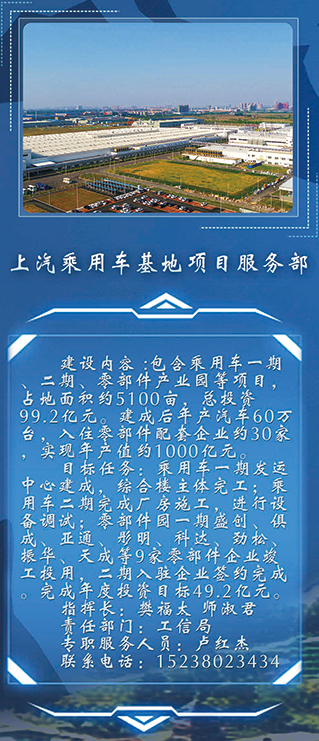 上汽乘用车基地项目服务部
建设内容:包含乘用车一期
、二期、零部件产业园等项目，
占地面积约5100亩，总投资
99.2亿元。建成后年产汽车60万
台，入住零部件配套企业约30家
，实现年产值约1000亿元。
目标任务：乘用车一期发运
中心建成，综合楼主体完工；乘
用车二期完成厂房施工，进行设
备调试；零部件园一期盛创、俱
成、亚通、彤明、科达、劲松、
振华、天成等9家零部件企业竣
工投用，二期入驻企业签约完成
。完成年度投资目标49.2亿元。
指挥长：樊福太 师淑君
责任部门：工信局
专职服务人员：卢红杰
联系电话：15238023434